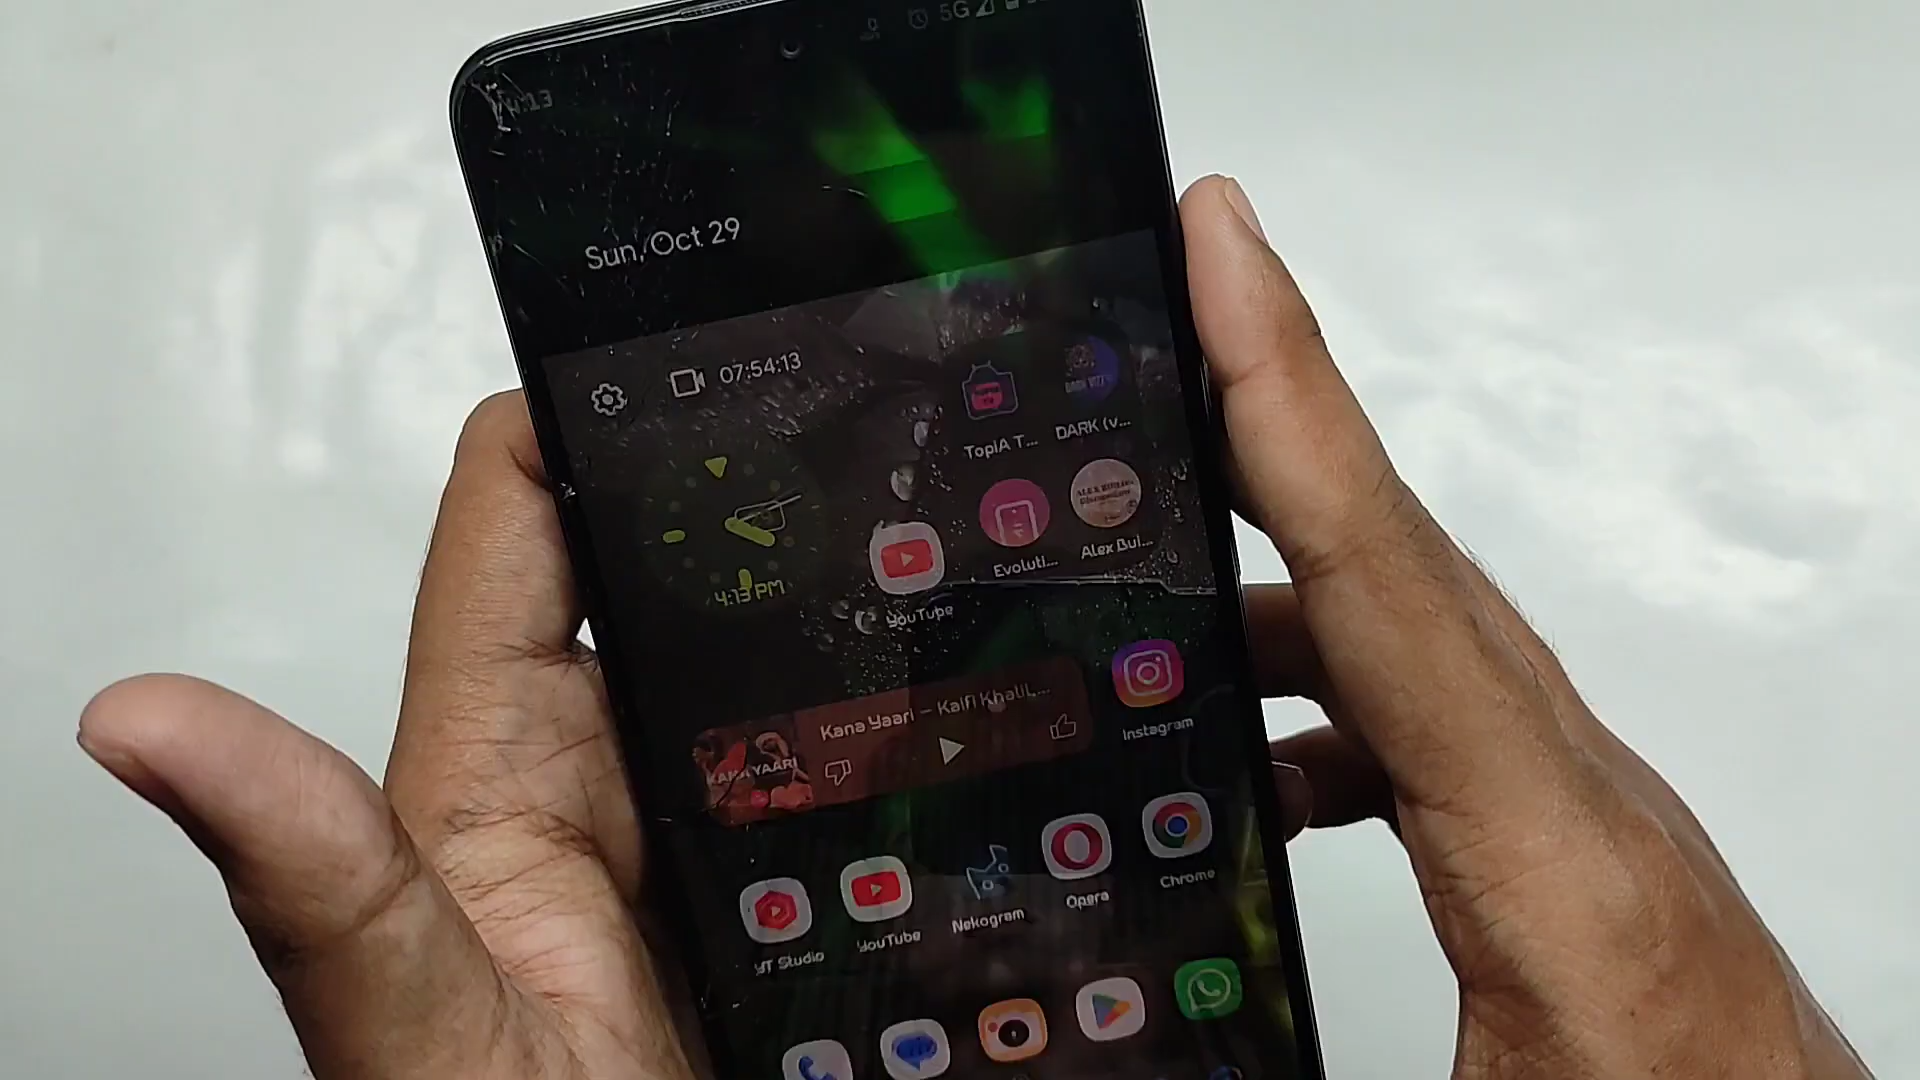 5G
4:13
Sun, Oct 29
07:54:13
TopiA T...
DARK (v...
4:13 PM
YouTube
Evoluti...
Alex Bui...
Kana Yaari – Kaifi Khalil,...
KANA YAARI
Instagram
YT Studio
YouTube
Nekogram
Opera
Chrome